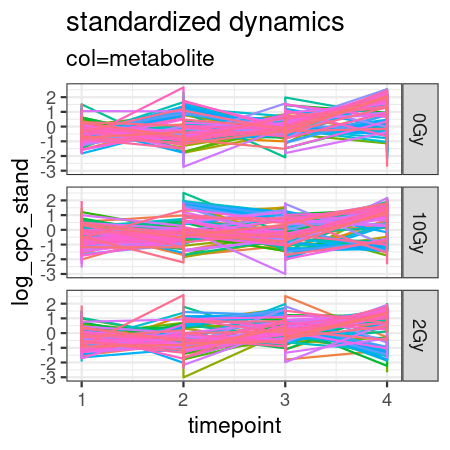 standardized dynamics
col=metabolite
log_cpc_stand
2
1
0
-1
-2
-3
0Gy
2
1
0
-1
-2
-3
10Gy
2
1
0
-1
-2
-3
2Gy
1 2 3 4
timepoint